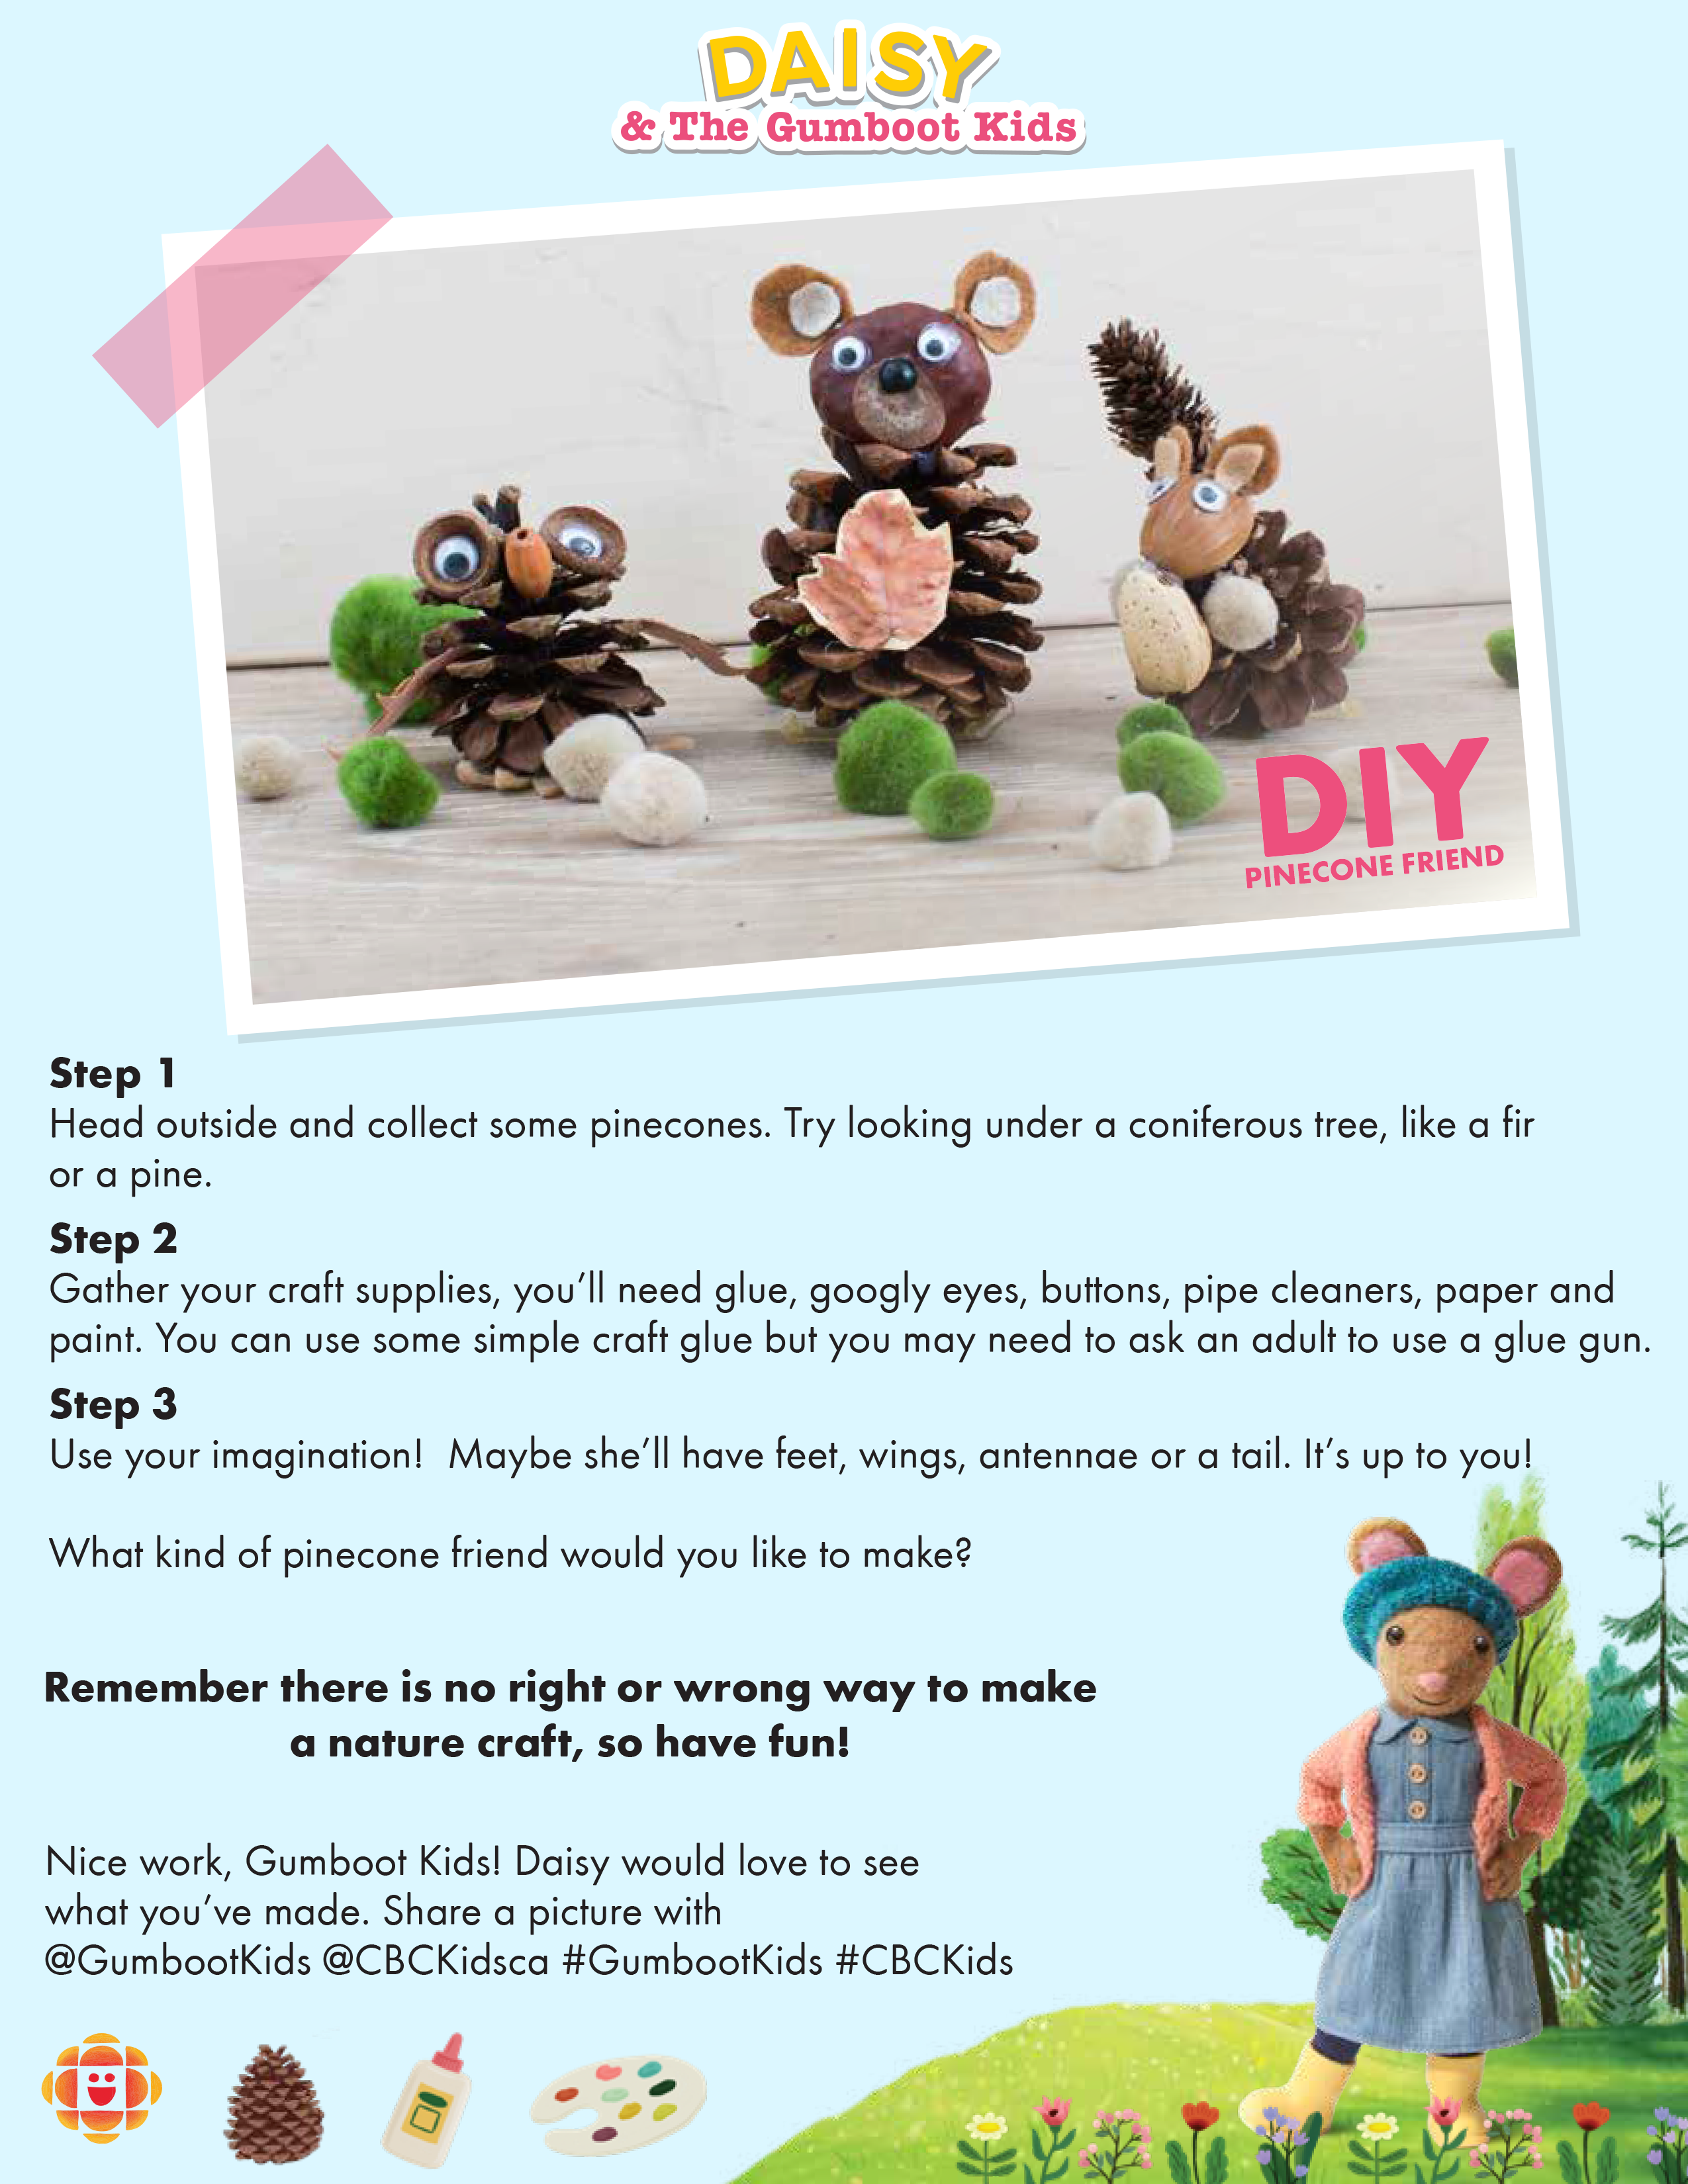 DAISY
& The Gumboot Kids
DIY
PINECONE FRIEND
Step 1
Head outside and collect some pinecones. Try looking under a coniferous tree, like a fir
or a pine.
Step 2
Gather your craft supplies, you’ll need glue, googly eyes, buttons, pipe cleaners, paper and
paint. You can use some simple craft glue but you may need to ask an adult to use a glue gun.
Step 3
Use your imagination!  Maybe she’ll have feet, wings, antennae or a tail. It’s up to you!
What kind of pinecone friend would you like to make?
Remember there is no right or wrong way to make
a nature craft, so have fun!
Nice work, Gumboot Kids! Daisy would love to see
what you’ve made. Share a picture with
@GumbootKids @CBCKidsca #GumbootKids #CBCKids